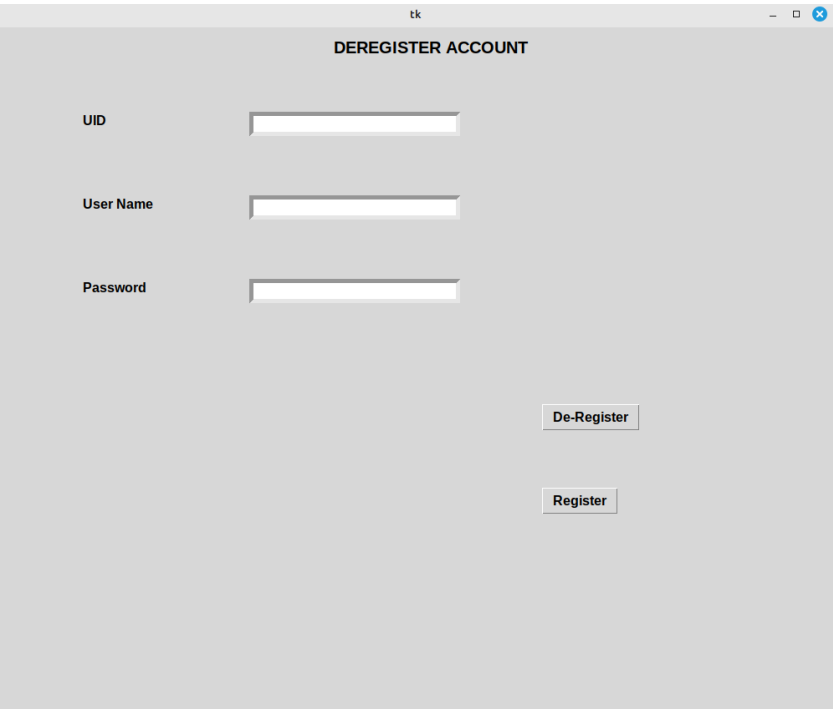 tk
DEREGISTER ACCOUNT
UID
User Name
Password
De-Register
Register